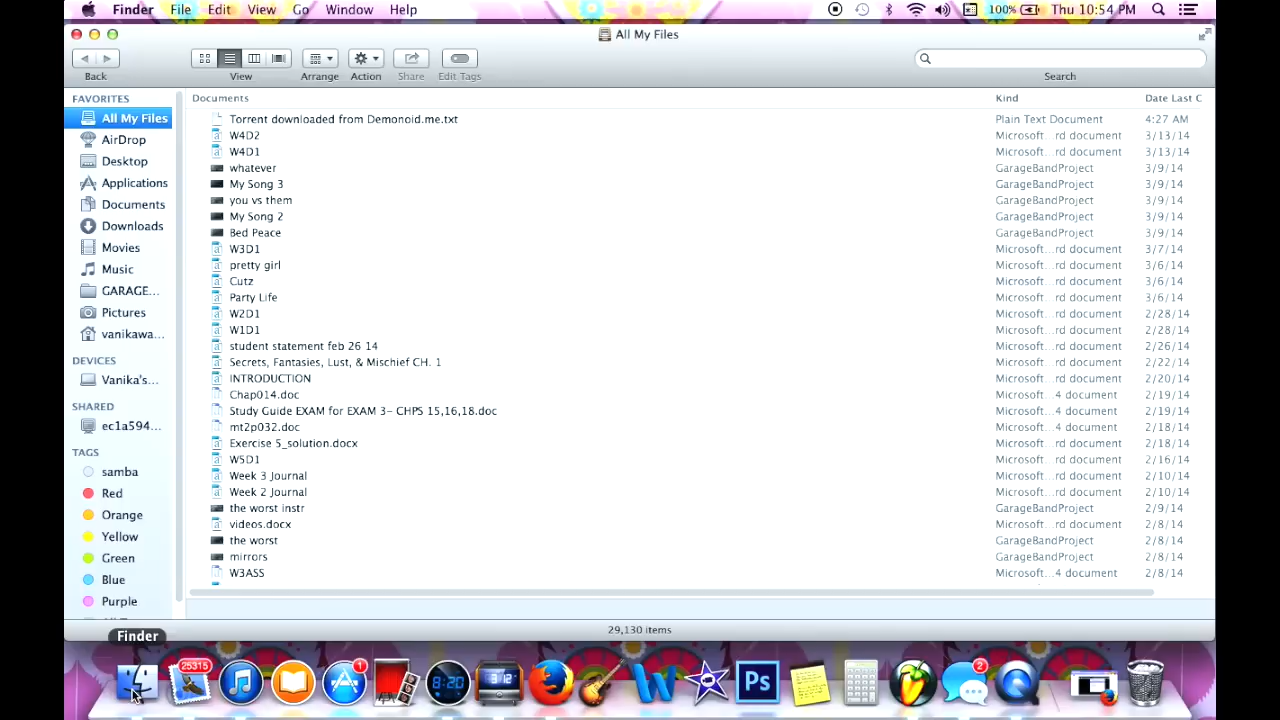 Finder File Edit View Go Window Help 100% Thu 10:54 PM
All My Files
Back View Arrange Action Share Edit Tags Search
FAVORITES
All My Files
AirDrop
Desktop
Applications
Documents
Downloads
Movies
Music
GARAGE...
Pictures
vanikawa...
DEVICES
Vanika's...
SHARED
ec1a594...
TAGS
samba
Red
Orange
Yellow
Green
Blue
Purple
Documents Kind Date Last C
Torrent downloaded from Demonoid.me.txt Plain Text Document 4:27 AM
W4D2 Microsoft...rd document 3/13/14
W4D1 Microsoft...rd document 3/13/14
whatever GarageBandProject 3/9/14
My Song 3 GarageBandProject 3/9/14
you vs them GarageBandProject 3/9/14
My Song 2 GarageBandProject 3/9/14
Bed Peace GarageBandProject 3/9/14
W3D1 Microsoft...rd document 3/7/14
pretty girl Microsoft...rd document 3/6/14
Cutz Microsoft...rd document 3/6/14
Party Life Microsoft...rd document 3/6/14
W2D1 Microsoft...rd document 2/28/14
W1D1 Microsoft...rd document 2/28/14
student statement feb 26 14 Microsoft...rd document 2/26/14
Secrets, Fantasies, Lust, & Mischief CH. 1 Microsoft...rd document 2/22/14
INTRODUCTION Microsoft...rd document 2/20/14
Chap014.doc Microsoft...4 document 2/19/14
Study Guide EXAM for EXAM 3- CHPS 15,16,18.doc Microsoft...4 document 2/19/14
mt2p032.doc Microsoft...4 document 2/18/14
Exercise 5_solution.docx Microsoft...rd document 2/18/14
W5D1 Microsoft...rd document 2/16/14
Week 3 Journal Microsoft...rd document 2/10/14
Week 2 Journal Microsoft...rd document 2/10/14
the worst instr GarageBandProject 2/9/14
videos.docx Microsoft...rd document 2/8/14
the worst GarageBandProject 2/8/14
mirrors GarageBandProject 2/8/14
W3ASS Microsoft...4 document 2/8/14
29,130 items
Finder
25315 1 8:20 3/12 Ps 2